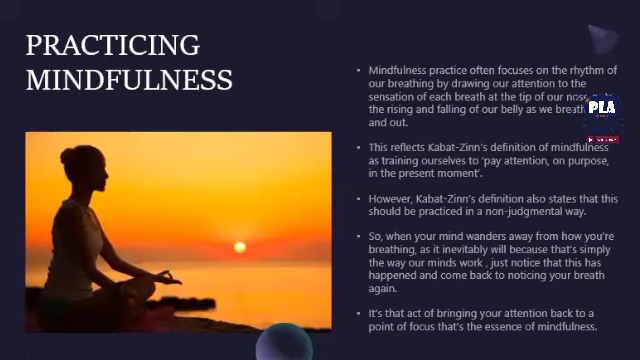 PRACTICING
MINDFULNESS
• Mindfulness practice often focuses on the rhythm of
our breathing by drawing our attention to the
sensation of each breath at the tip of our nose
the rising and falling of our belly as we breath
and out.
• This reflects Kabat-Zinn's definition of mindfulness
as training ourselves to 'pay attention, on purpose,
in the present moment'.
• However, Kabat-Zinn's definition also states that this
should be practiced in a non-judgmental way.
• So, when your mind wanders away from how you're
breathing, as it inevitably will because that's simply
the way our minds work , just notice that this has
happened and come back to noticing your breath
again.
• It's that act of bringing your attention back to a
point of focus that's the essence of mindfulness.
PLA